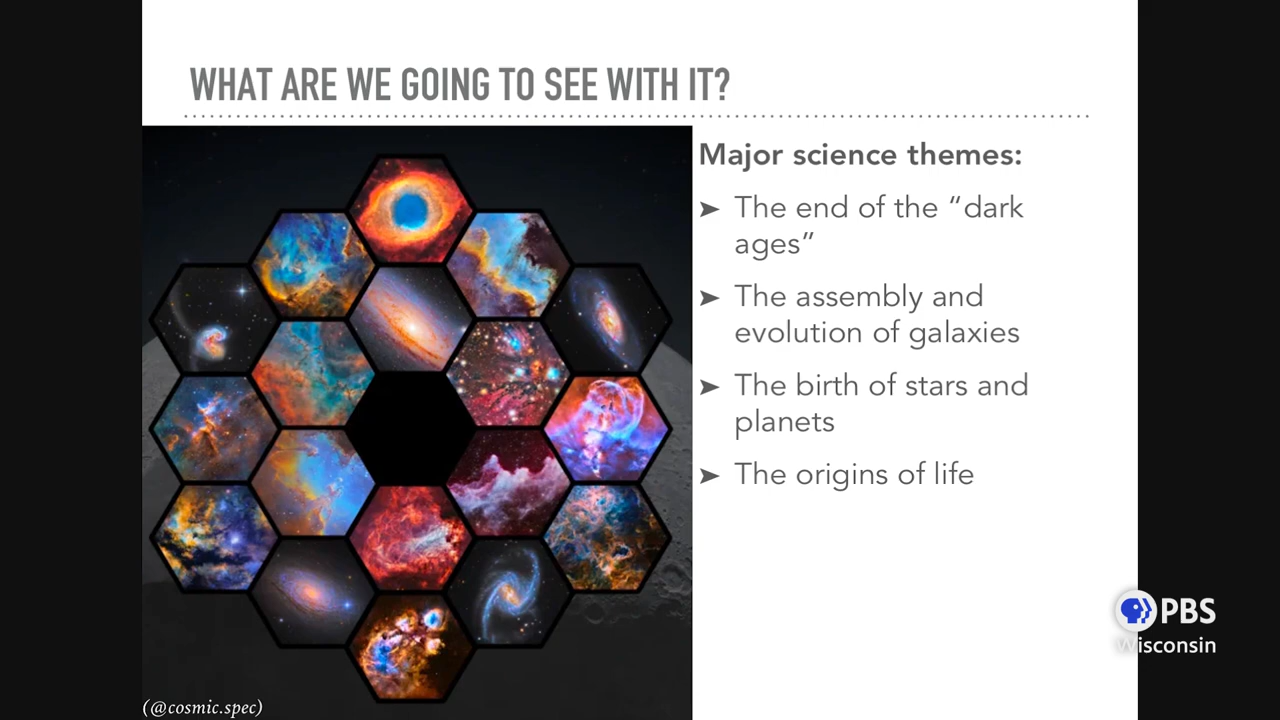 WHAT ARE WE GOING TO SEE WITH IT?
Major science themes:
➤ The end of the “dark
ages”
➤ The assembly and
evolution of galaxies
➤ The birth of stars and
planets
➤ The origins of life
(@cosmic.spec)
PBS
Wisconsin